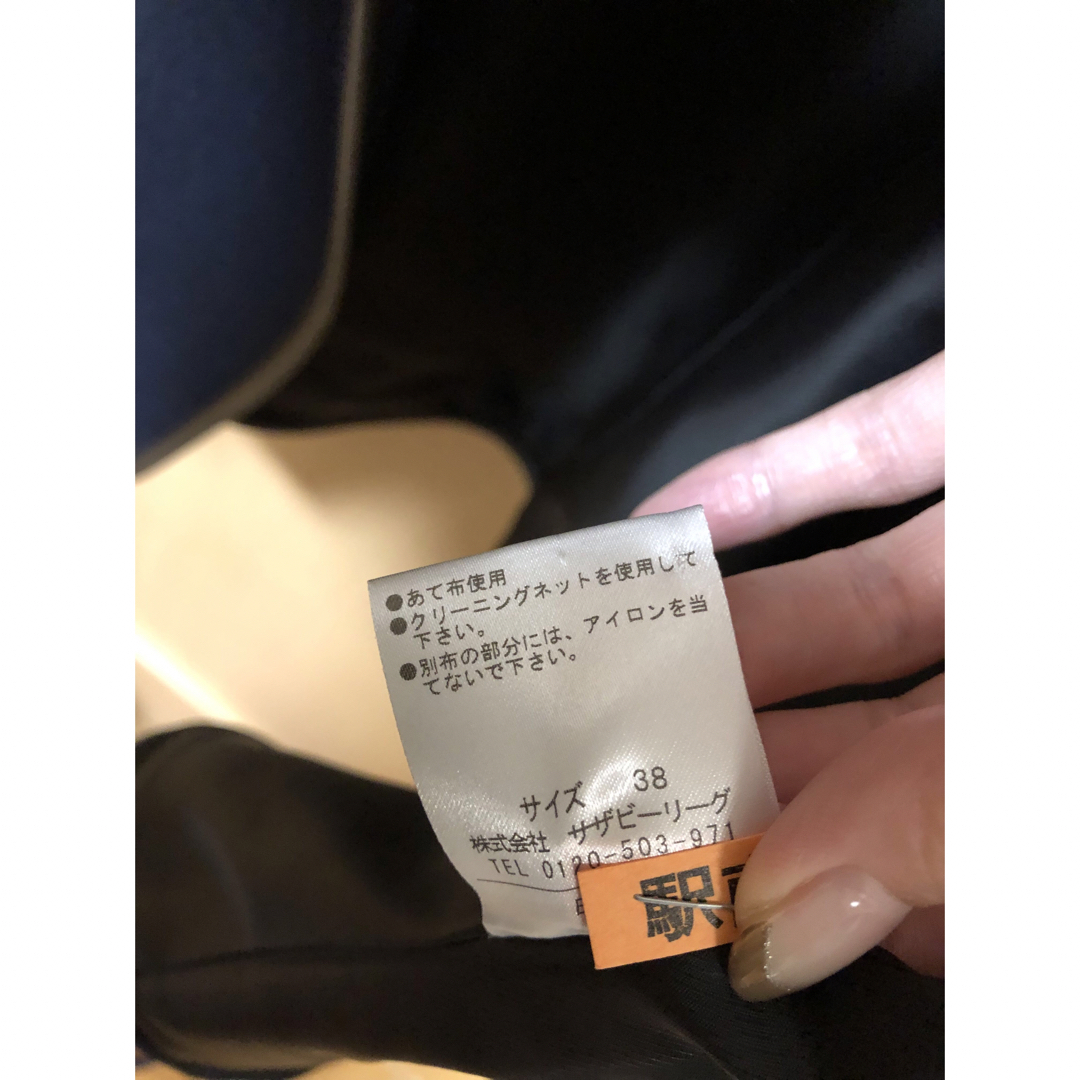 ●あて布使用
●クリーニングネットを使用して
下さい。
●別布の部分には、アイロンを当
てないで下さい。
サイズ 38
株式会社 サザビーリーグ
TEL 0120-503-971
駅